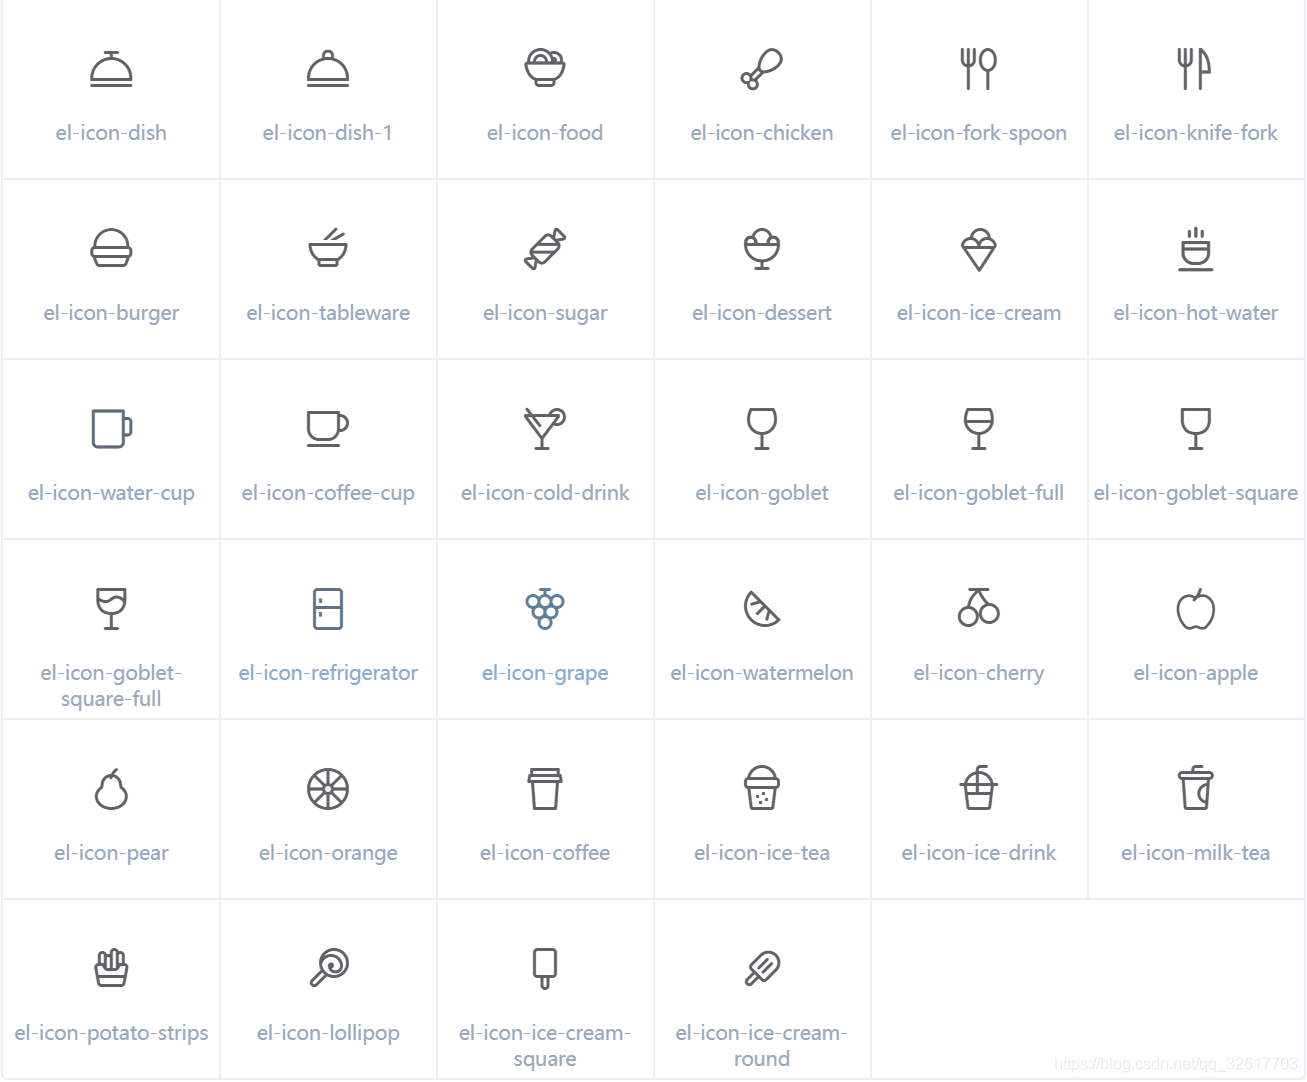 el-icon-dish
el-icon-dish-1
el-icon-food
el-icon-chicken
el-icon-fork-spoon
el-icon-knife-fork
el-icon-burger
el-icon-tableware
el-icon-sugar
el-icon-dessert
el-icon-ice-cream
el-icon-hot-water
el-icon-water-cup
el-icon-coffee-cup
el-icon-cold-drink
el-icon-goblet
el-icon-goblet-full
el-icon-goblet-square
el-icon-goblet-
square-full
el-icon-refrigerator
el-icon-grape
el-icon-watermelon
el-icon-cherry
el-icon-apple
el-icon-pear
el-icon-orange
el-icon-coffee
el-icon-ice-tea
el-icon-ice-drink
el-icon-milk-tea
el-icon-potato-strips
el-icon-lollipop
el-icon-ice-cream-
square
el-icon-ice-cream-
round
https://blog.csdn.net/qq_32617703